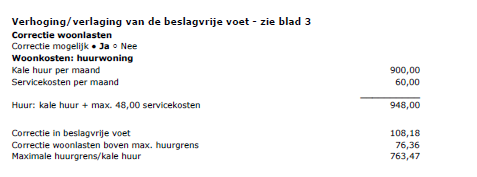 Verhoging/verlaging van de beslagvrije voet - zie blad 3
Correctie woonlasten
Correctie mogelijk ● Ja ○ Nee
Woonkosten: huurwoning
Kale huur per maand 900,00
Servicekosten per maand 60,00
Huur: kale huur + max. 48,00 servicekosten 948,00
Correctie in beslagvrije voet 108,18
Correctie woonlasten boven max. huurgrens 76,36
Maximale huurgrens/kale huur 763,47